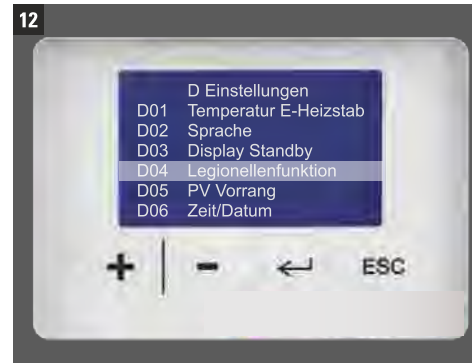 12
D Einstellungen
D01 Temperatur E-Heizstab
D02 Sprache
D03 Display Standby
D04 Legionellenfunktion
D05 PV Vorrang
D06 Zeit/Datum
+ - ESC